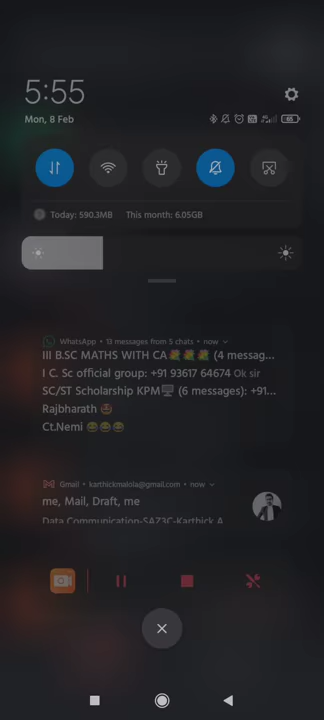 5:55
Mon, 8 Feb
65
Today: 590.3MB This month: 6.05GB
WhatsApp • 13 messages from 5 chats • now
III B.SC MATHS WITH CA💐💐💐 (4 messag...
I C. Sc official group: +91 93617 64674 Ok sir
SC/ST Scholarship KPM🖥 (6 messages): +91...
Rajbharath 🤩
Ct.Nemi 😂😂😂
Gmail • karthickmalola@gmail.com • now
me, Mail, Draft, me
Data Communication-SAZ3C-Karthick A